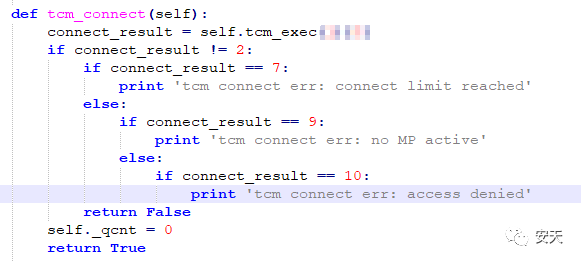 def tcm_connect(self):
    connect_result = self.tcm_exec
    if connect_result != 2:
        if connect_result == 7:
            print 'tcm connect err: connect limit reached'
        else:
            if connect_result == 9:
                print 'tcm connect err: no MP active'
            else:
                if connect_result == 10:
                    print 'tcm connect err: access denied'
        return False
    self._qcnt = 0
    return True
安天